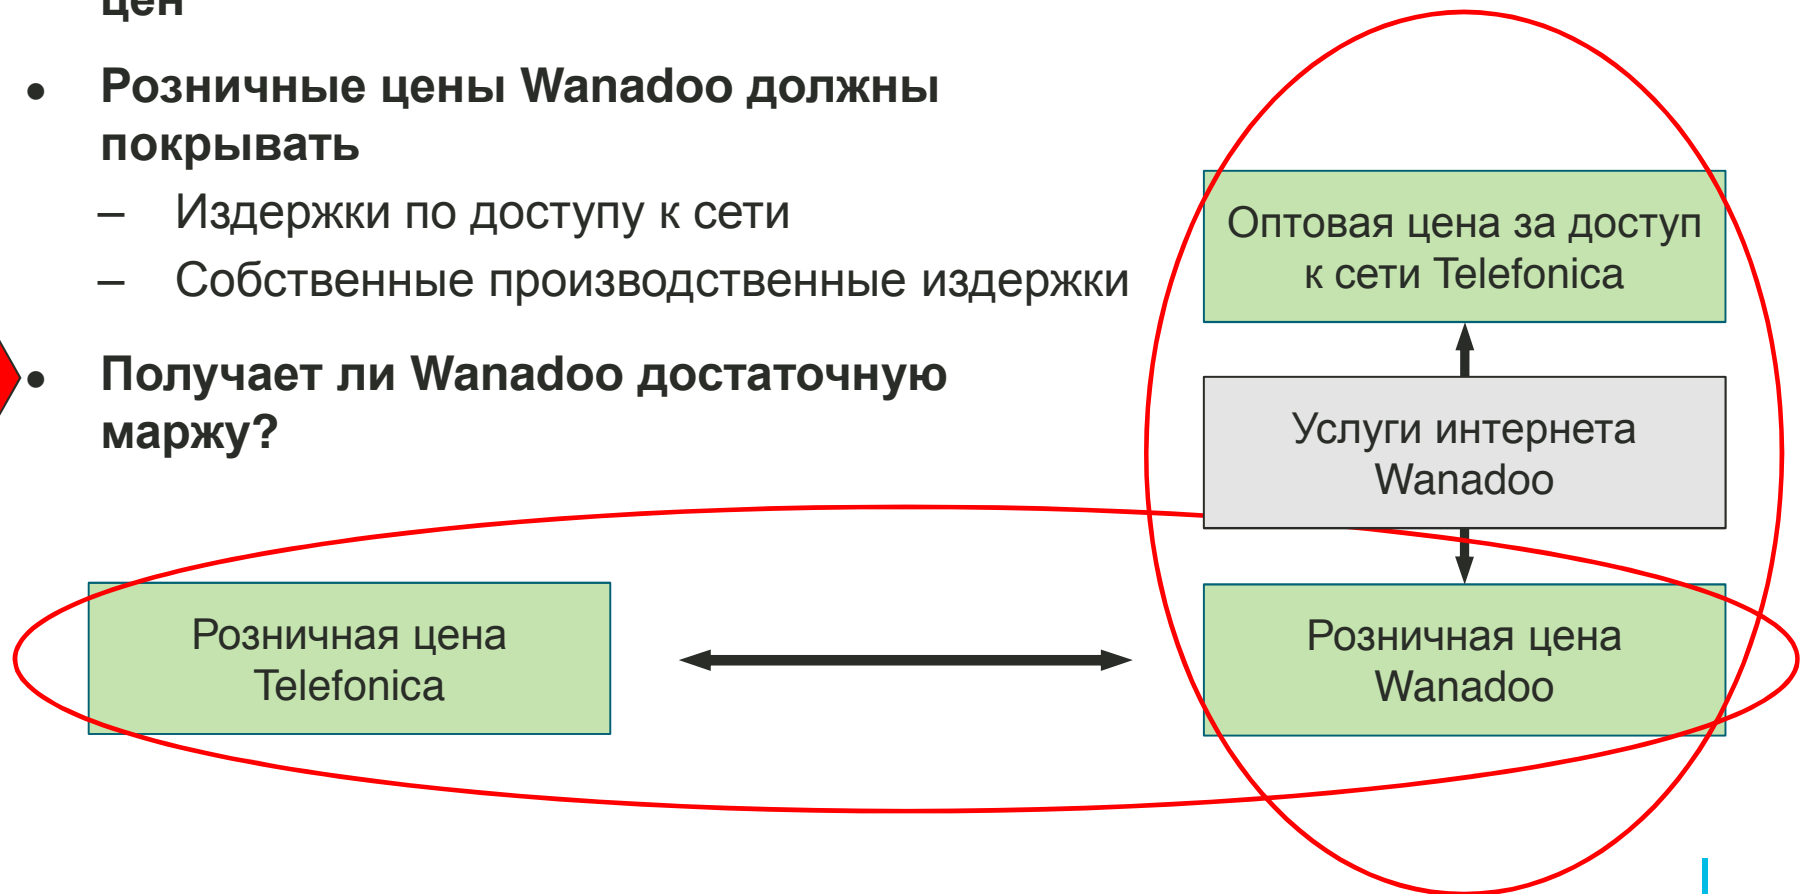 цен
● Розничные цены Wanadoo должны
покрывать
– Издержки по доступу к сети
– Собственные производственные издержки
● Получает ли Wanadoo достаточную
маржу?
Оптовая цена за доступ
к сети Telefonica
Услуги интернета
Wanadoo
Розничная цена
Telefonica
Розничная цена
Wanadoo